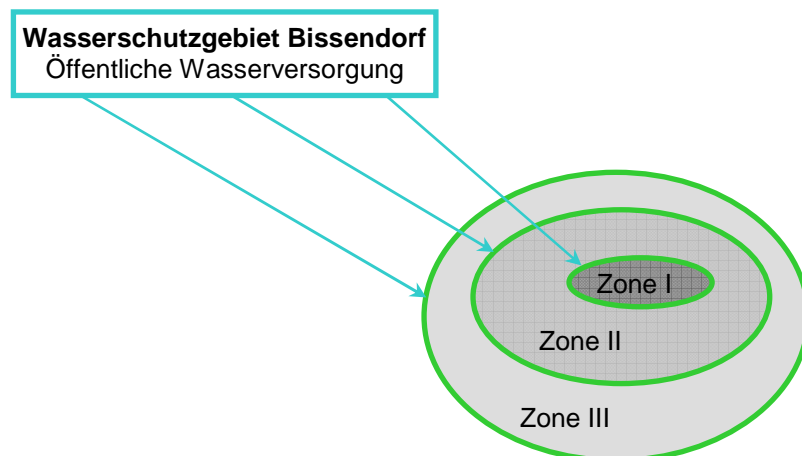 Wasserschutzgebiet Bissendorf
Öffentliche Wasserversorgung
Zone I
Zone II
Zone III